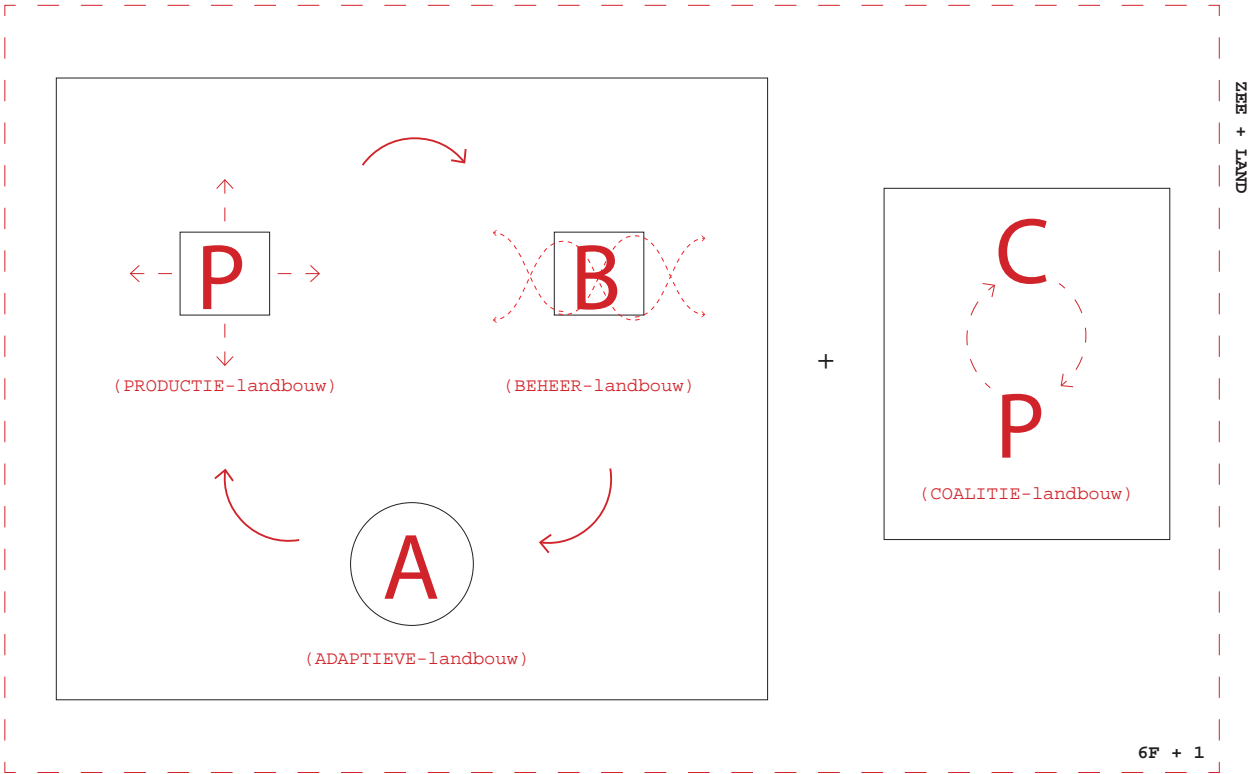 ZEE + LAND
P
(PRODUCTIE-landbouw)
B
(BEHEER-landbouw)
A
(ADAPTIEVE-landbouw)
+
C
P
(COALITIE-landbouw)
6F + 1